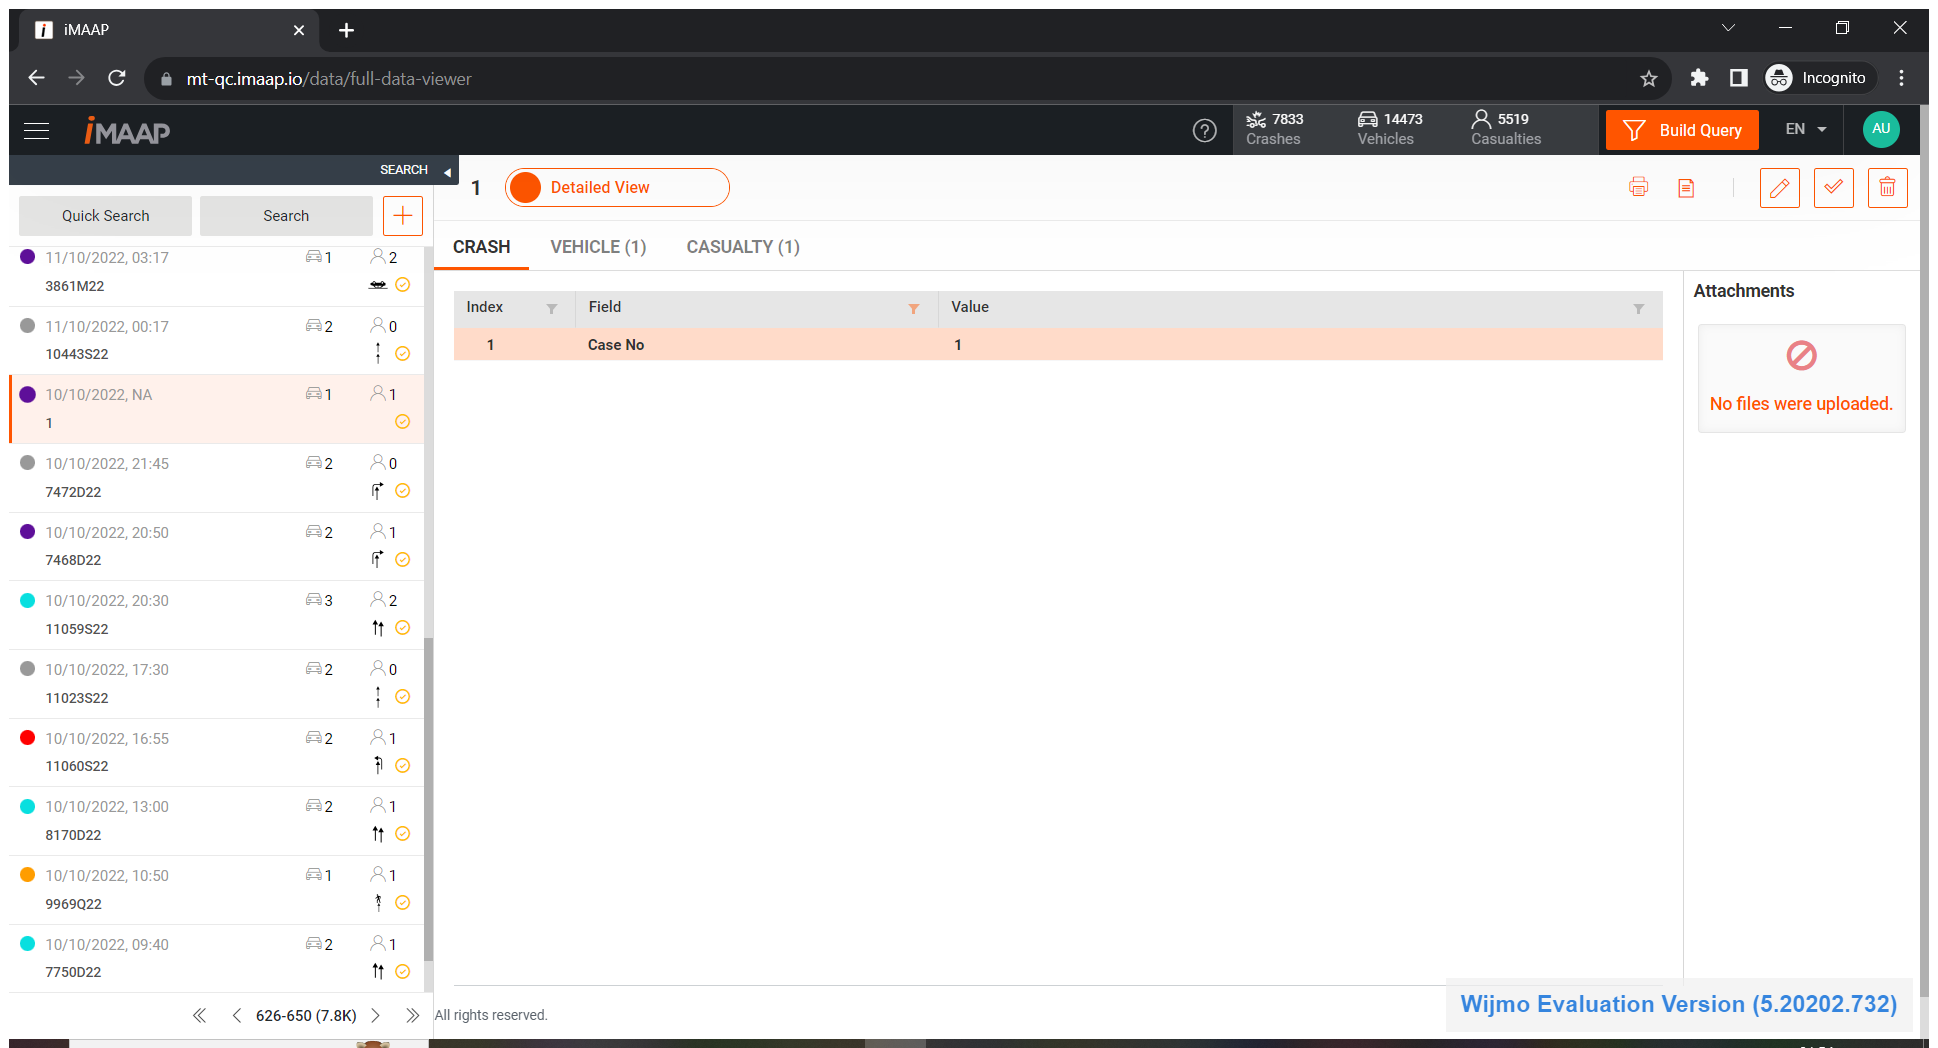 iMAAP
mt-qc.imaap.io/data/full-data-viewer
Incognito
iMAAP
7833
Crashes
14473
Vehicles
5519
Casualties
Build Query
EN
AU
SEARCH
1
Detailed View
Quick Search
Search
CRASH
VEHICLE (1)
CASUALTY (1)
11/10/2022, 03:17 1 2
3861M22
11/10/2022, 00:17 2 0
10443S22
10/10/2022, NA 1 1
1
10/10/2022, 21:45 2 0
7472D22
10/10/2022, 20:50 2 1
7468D22
10/10/2022, 20:30 3 2
11059S22
10/10/2022, 17:30 2 0
11023S22
10/10/2022, 16:55 2 1
11060S22
10/10/2022, 13:00 2 1
8170D22
10/10/2022, 10:50 1 1
9969Q22
10/10/2022, 09:40 2 1
7750D22
626-650 (7.8K)
Index Field Value
1 Case No 1
Attachments
No files were uploaded.
All rights reserved.
Wijmo Evaluation Version (5.20202.732)